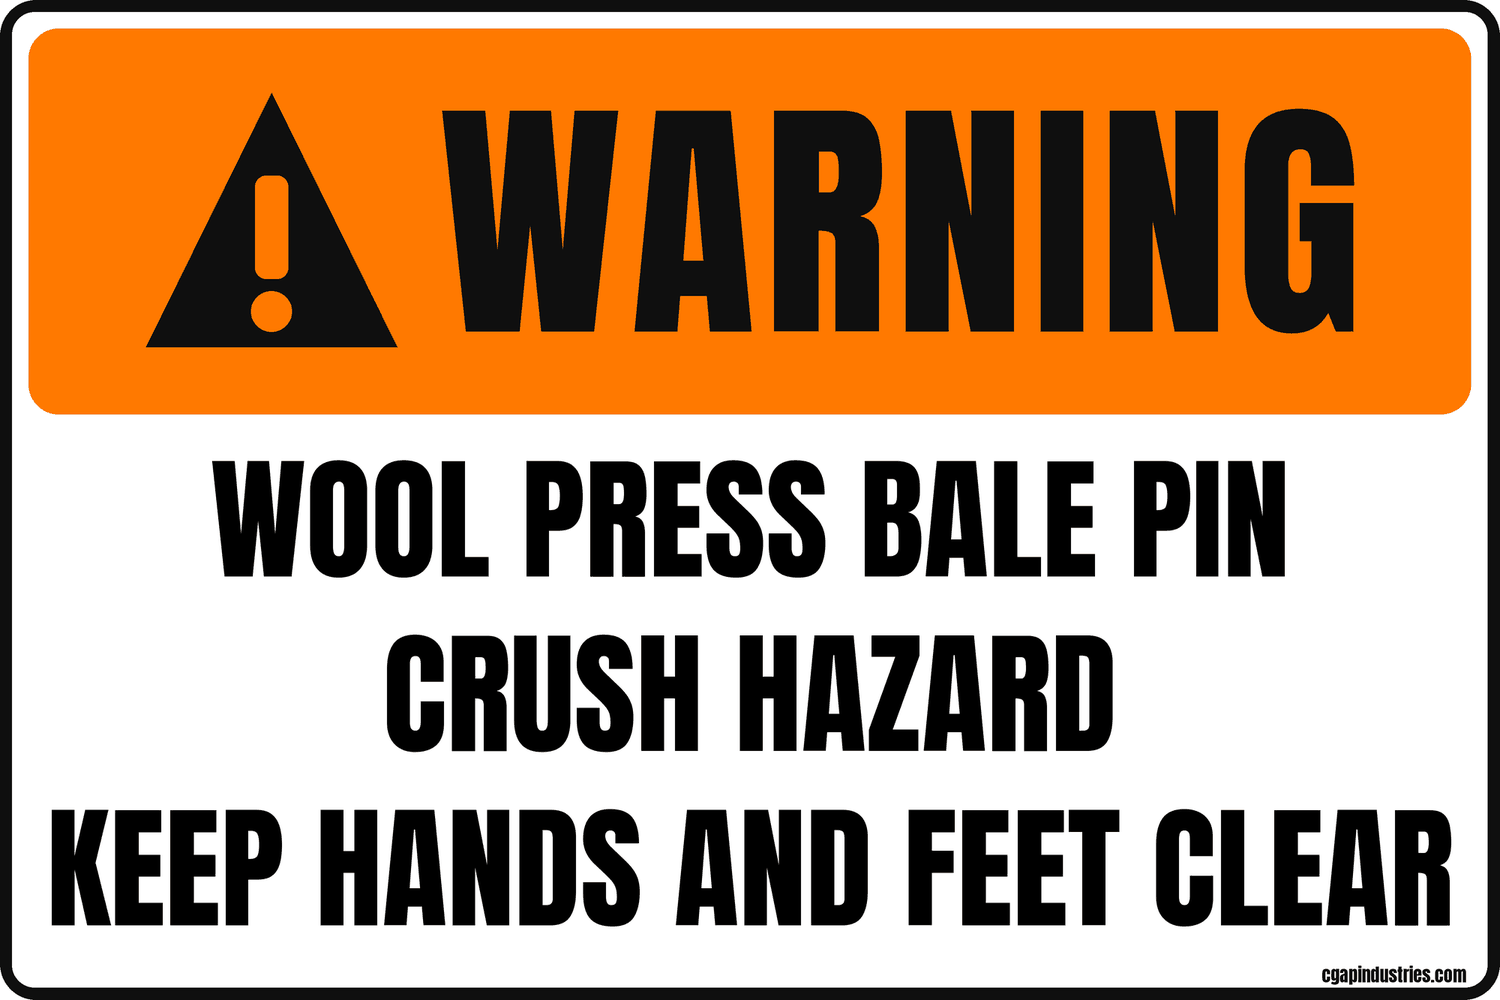 WARNING
WOOL PRESS BALE PIN
CRUSH HAZARD
KEEP HANDS AND FEET CLEAR
cgapindustries.com